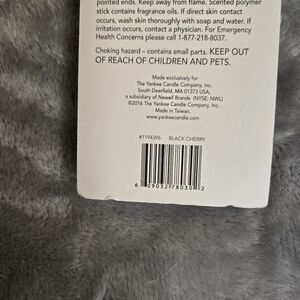 pointed ends. Keep away from flame. Scented polymer
stick contains fragrance oils. If direct skin contact
occurs, wash skin thoroughly with soap and water. If
irritation occurs, contact a physician. For Emergency
Health Concerns please call 1-877-218-8037.
Choking hazard – contains small parts. KEEP OUT
OF REACH OF CHILDREN AND PETS.
Made exclusively for
The Yankee Candle Company, Inc.
South Deerfield, MA 01373 USA,
a subsidiary of Newell Brands (NYSE: NWL)
©2016 The Yankee Candle Company, Inc.
Made in Taiwan.
www.yankeecandle.com
#1194396 BLACK CHERRY
6 09032 78030 2